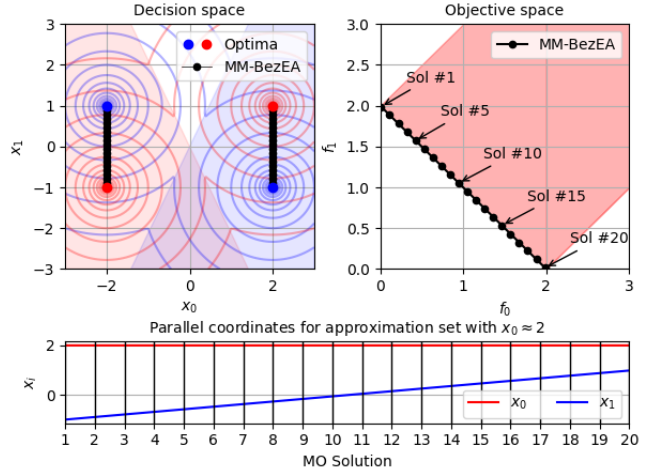 Decision space
Objective space
3
2
1
0
−1
−2
−3
x₁
−2
0
2
x₀
Optima
MM-BezEA
3.0
2.5
2.0
1.5
1.0
0.5
0.0
f₁
0
1
2
3
f₀
MM-BezEA
Sol #1
Sol #5
Sol #10
Sol #15
Sol #20
Parallel coordinates for approximation set with x₀ ≈ 2
2
0
xᵢ
x₀
x₁
1 2 3 4 5 6 7 8 9 10 11 12 13 14 15 16 17 18 19 20
MO Solution